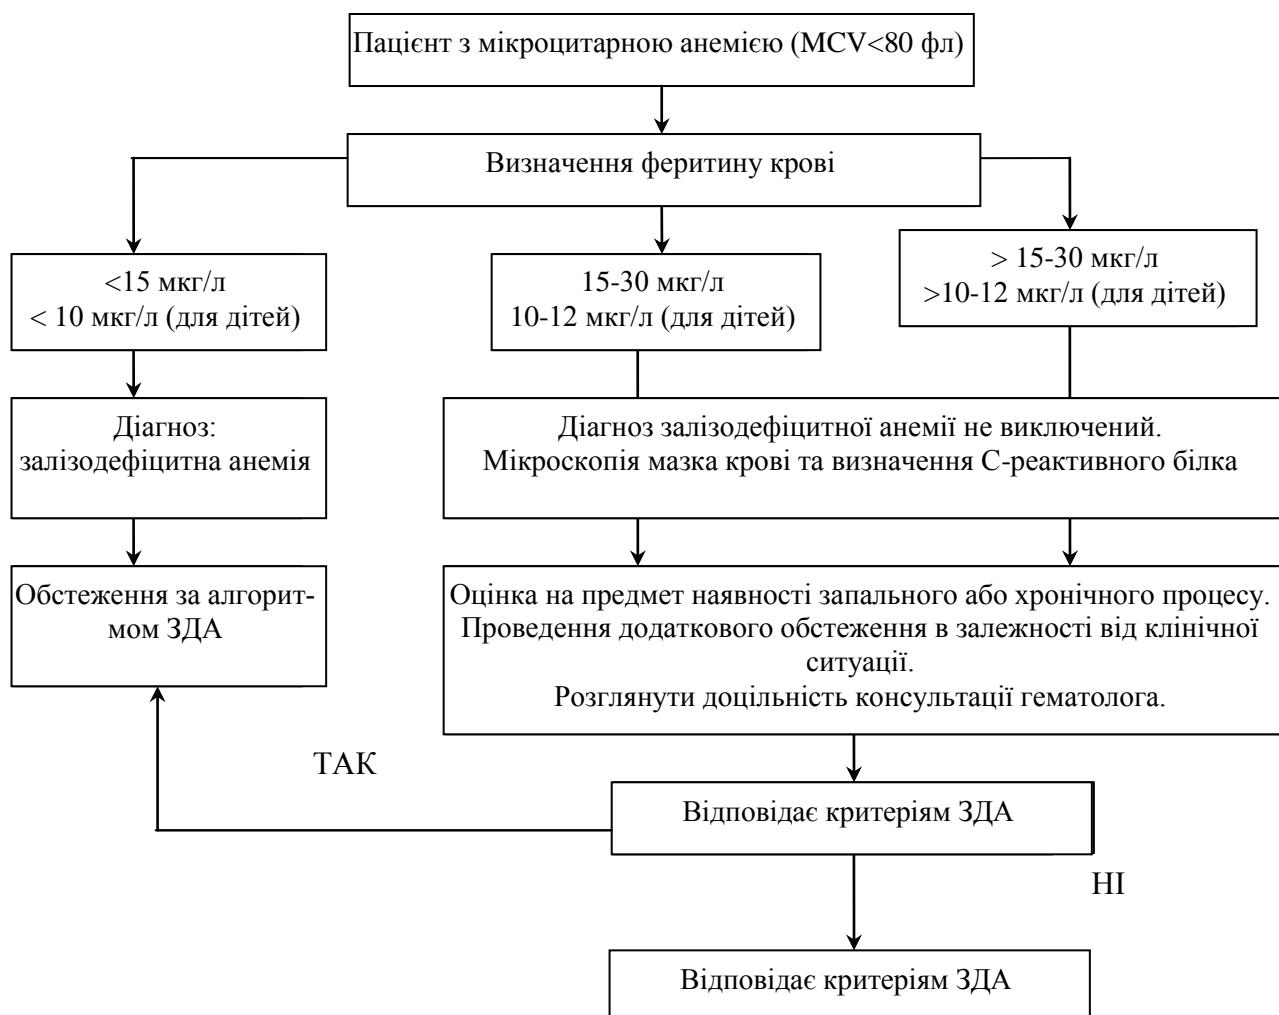 Пацієнт з мікроцитарною анемією (MCV<80 фл)
Визначення феритину крові
<15 мкг/л
< 10 мкг/л (для дітей)
15-30 мкг/л
10-12 мкг/л (для дітей)
> 15-30 мкг/л
>10-12 мкг/л (для дітей)
Діагноз:
залізодефіцитна анемія
Діагноз залізодефіцитної анемії не виключений.
Мікроскопія мазка крові та визначення С-реактивного білка
Обстеження за алгорит-
мом ЗДА
Оцінка на предмет наявності запального або хронічного процесу.
Проведення додаткового обстеження в залежності від клінічної
ситуації.
Розглянути доцільність консультації гематолога.
ТАК
Відповідає критеріям ЗДА
НІ
Відповідає критеріям ЗДА